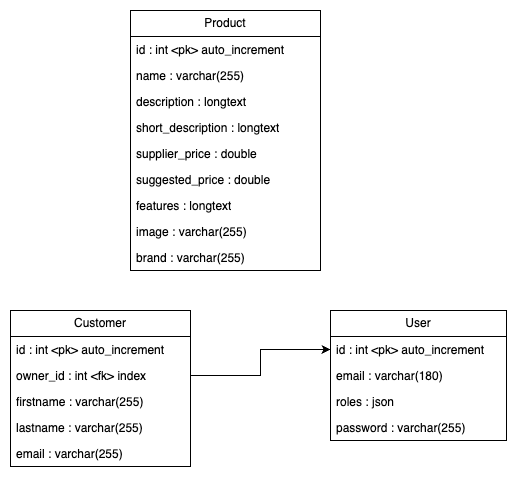 Product
id : int <pk> auto_increment
name : varchar(255)
description : longtext
short_description : longtext
supplier_price : double
suggested_price : double
features : longtext
image : varchar(255)
brand : varchar(255)
Customer
id : int <pk> auto_increment
owner_id : int <fk> index
firstname : varchar(255)
lastname : varchar(255)
email : varchar(255)
User
id : int <pk> auto_increment
email : varchar(180)
roles : json
password : varchar(255)